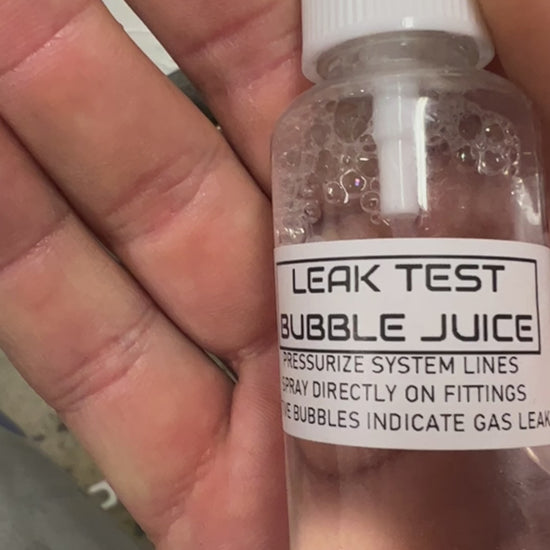 LEAK TEST
BUBBLE JUICE
PRESSURIZE SYSTEM LINES
SPRAY DIRECTLY ON FITTINGS
BUBBLES INDICATE GAS LEAK